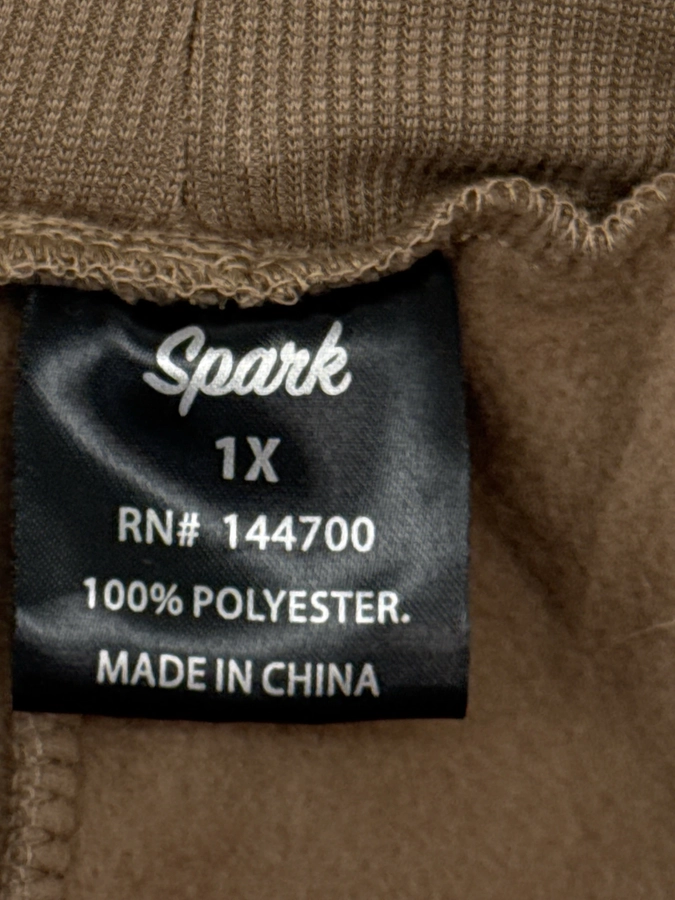 Spark
1X
RN# 144700
100% POLYESTER.
MADE IN CHINA